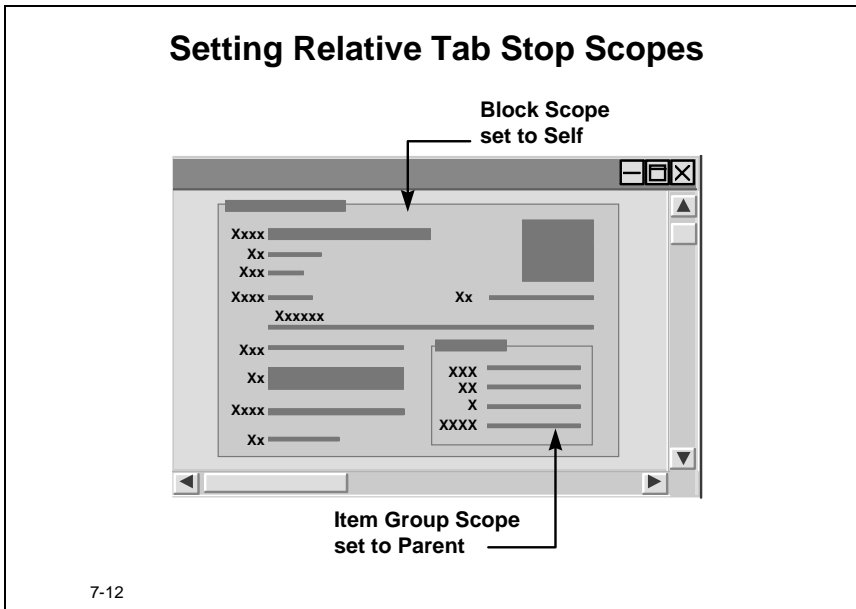 Setting Relative Tab Stop Scopes
Block Scope
set to Self
Xxxx
Xx
Xxx
Xxxx
Xx
Xxxxxx
Xxx
Xx
Xxxx
Xx
XXX
XX
X
XXXX
Item Group Scope
set to Parent
7-12